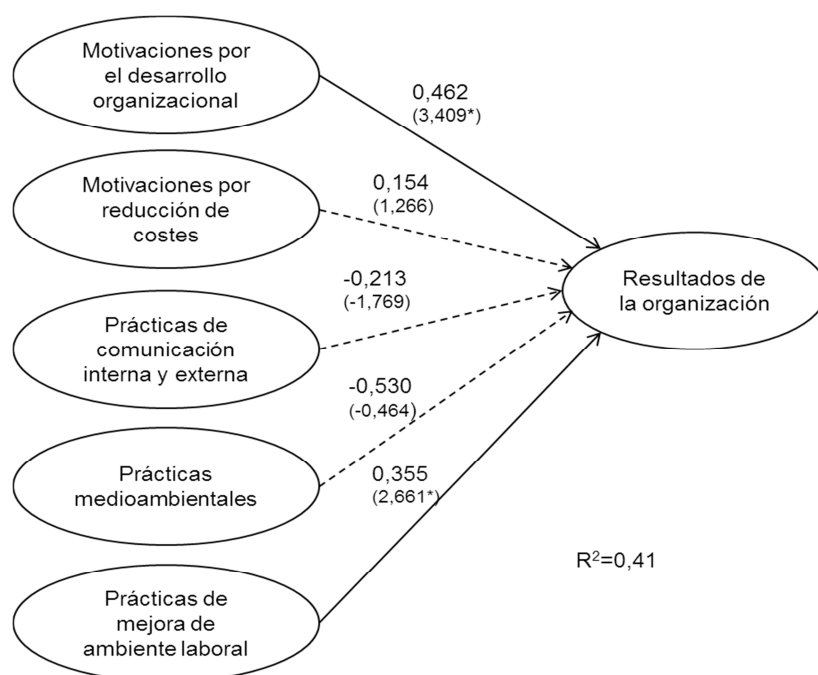 Motivaciones por
el desarrollo
organizacional
0,462
(3,409*)
Motivaciones por
reducción de
costes
0,154
(1,266)
-0,213
(-1,769)
Resultados de
la organización
Prácticas de
comunicación
interna y externa
-0,530
(-0,464)
Prácticas
medioambientales
0,355
(2,661*)
R²=0,41
Prácticas de
mejora de
ambiente laboral